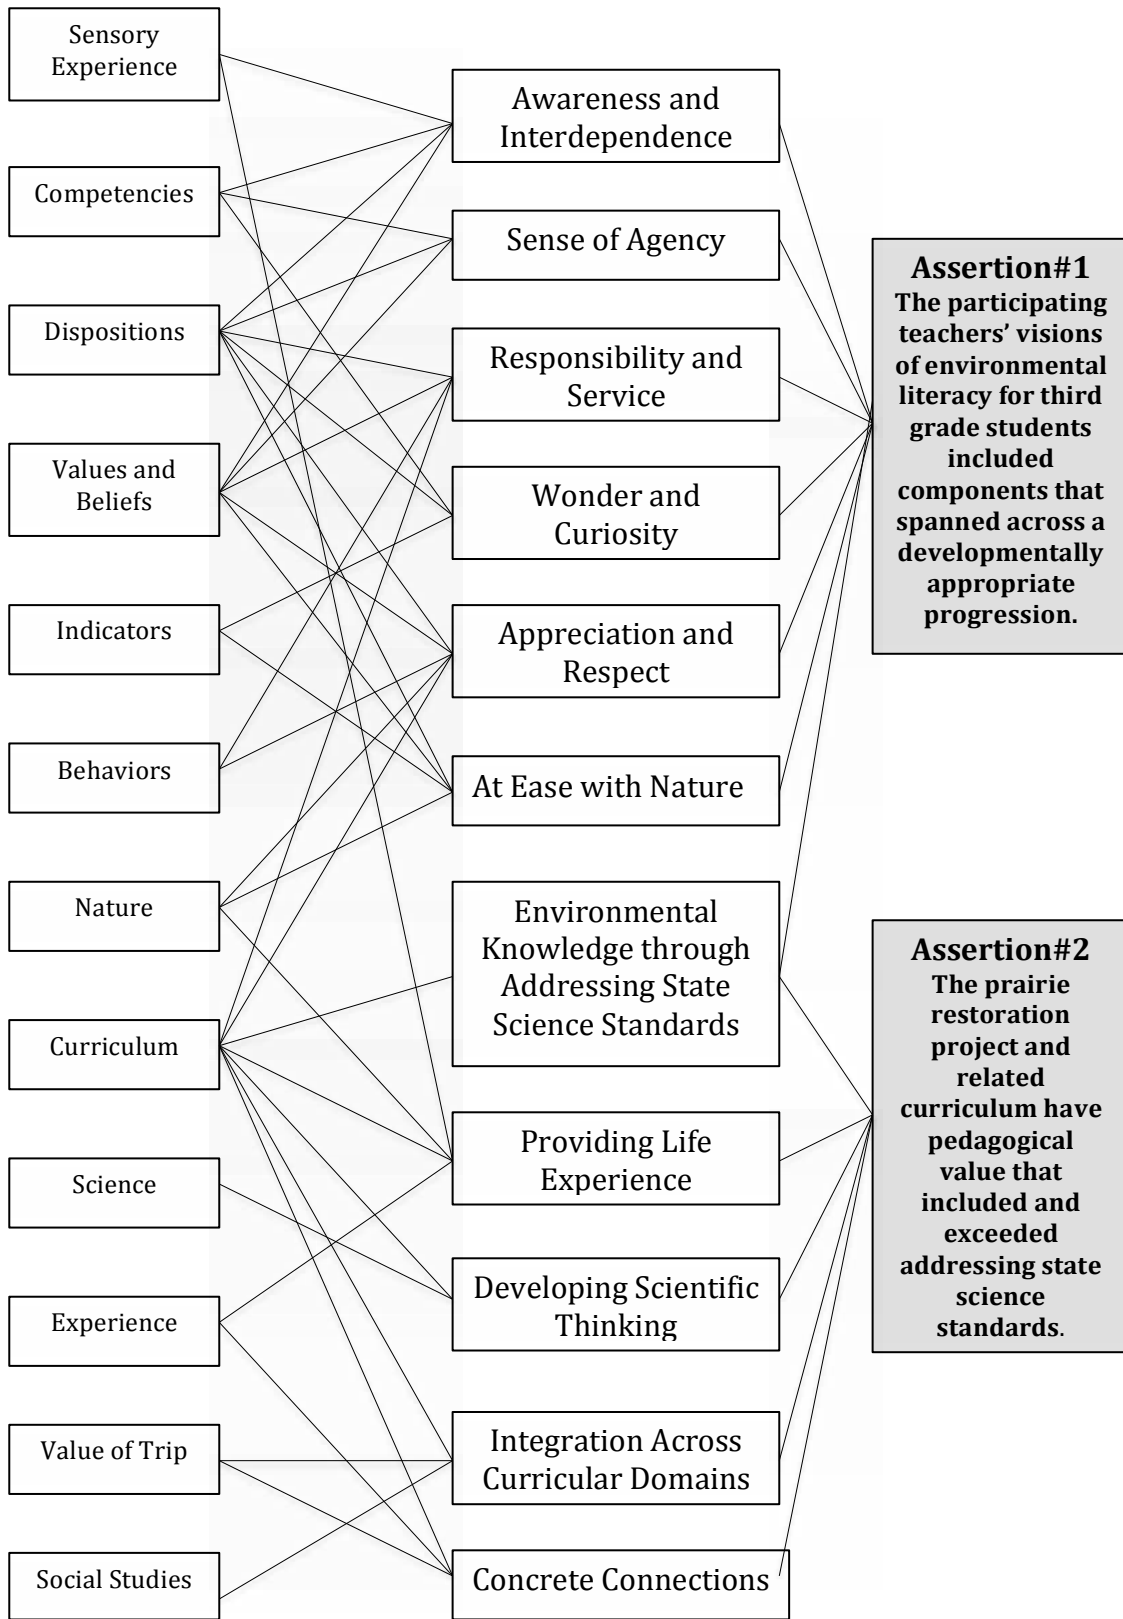 Sensory
Experience
Competencies
Dispositions
Values and
Beliefs
Indicators
Behaviors
Nature
Curriculum
Science
Experience
Value of Trip
Social Studies
Awareness and
Interdependence
Sense of Agency
Responsibility and
Service
Wonder and
Curiosity
Appreciation and
Respect
At Ease with Nature
Environmental
Knowledge through
Addressing State
Science Standards
Providing Life
Experience
Developing Scientific
Thinking
Integration Across
Curricular Domains
Concrete Connections
Assertion#1
The participating
teachers’ visions
of environmental
literacy for third
grade students
included
components that
spanned across a
developmentally
appropriate
progression.
Assertion#2
The prairie
restoration
project and
related
curriculum have
pedagogical
value that
included and
exceeded
addressing state
science
standards.